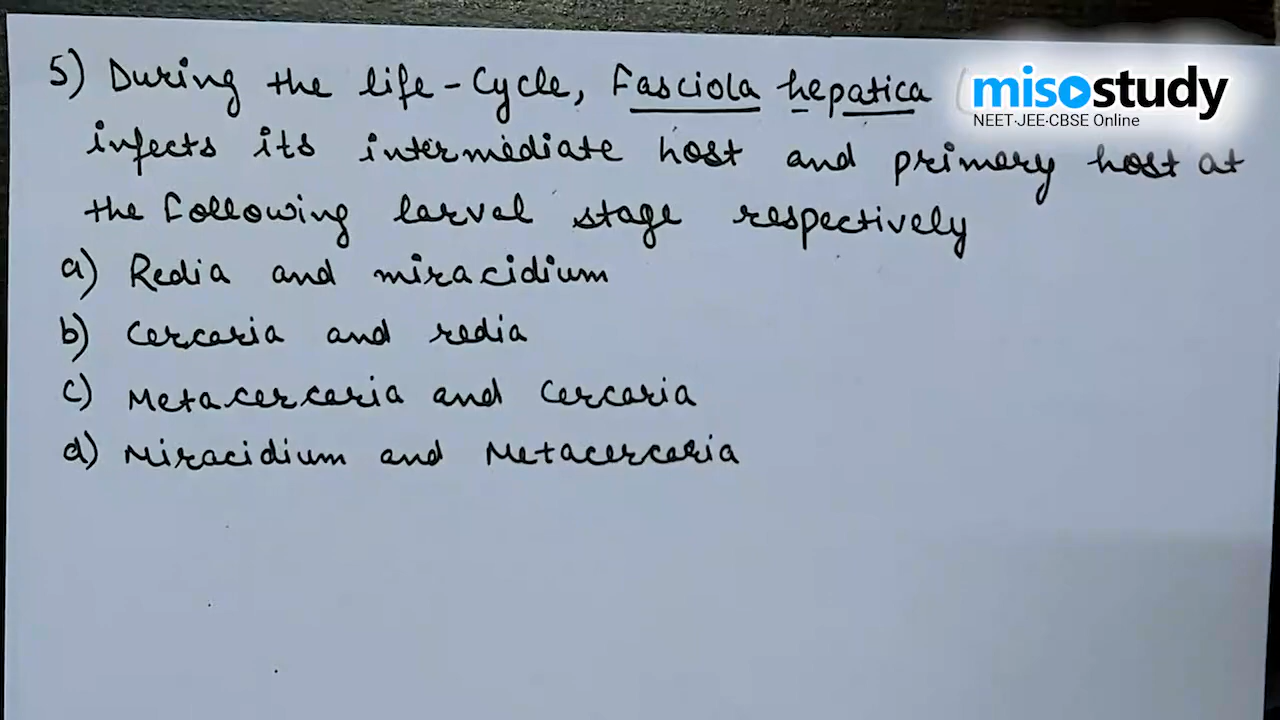 5) During the life-Cycle, Fasciola hepatica (
infects its intermediate host and primary host at
the following larval stage respectively
a) Redia and miracidium
b) Cercaria and redia
c) Metacercaria and Cercaria
d) Miracidium and Metacercaria
misostudy
NEET·JEE·CBSE Online